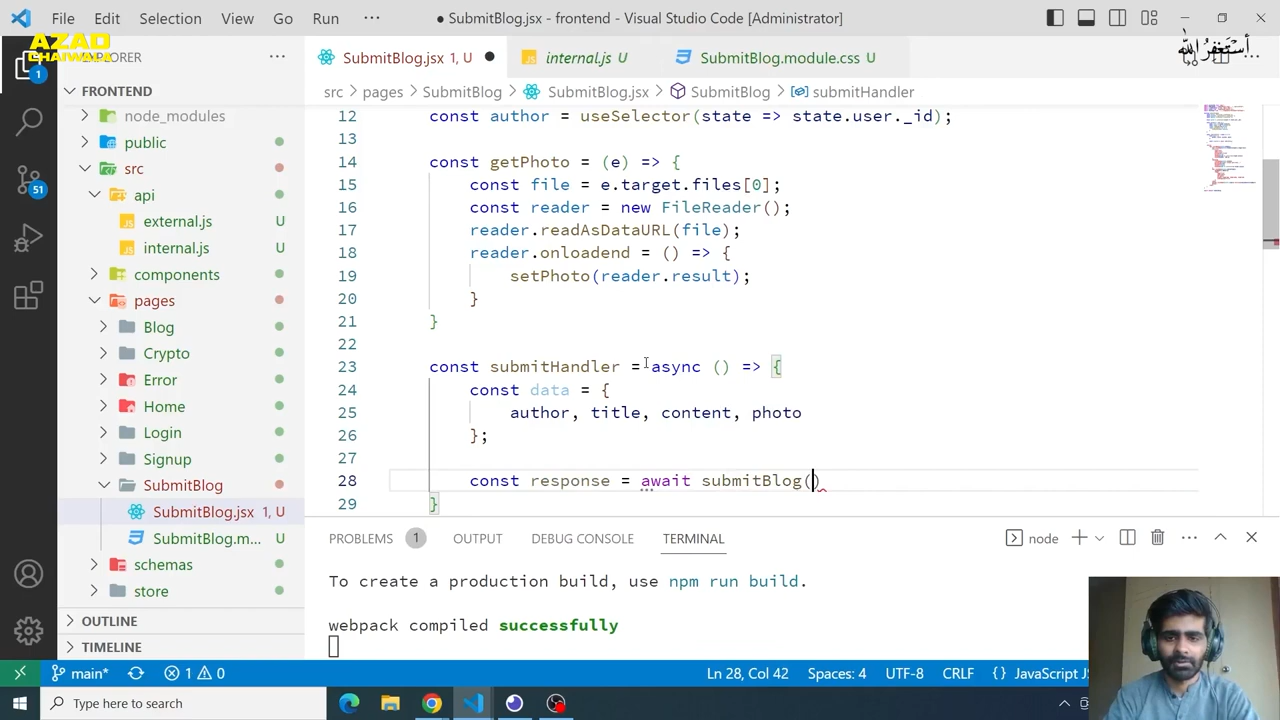 File Edit Selection View Go Run ··· ● SubmitBlog.jsx - frontend - Visual Studio Code [Administrator]
AZAD
CHAIWALA
EXPLORER ···
SubmitBlog.jsx 1, U ●
internal.js U
SubmitBlog.module.css U
أستغفر الله
1
FRONTEND
src > pages > SubmitBlog > SubmitBlog.jsx > SubmitBlog > submitHandler
node_modules
public
src
api
external.js U
internal.js U
components
pages
Blog
Crypto
Error
Home
Login
Signup
SubmitBlog
SubmitBlog.jsx 1, U
SubmitBlog.m... U
schemas
store
OUTLINE
TIMELINE
51
12 const author = useSelector(state => state.user._id);
13
14 const getPhoto = (e) => {
15 const file = e.target.files[0];
16 const reader = new FileReader();
17 reader.readAsDataURL(file);
18 reader.onloadend = () => {
19 setPhoto(reader.result);
20 }
21 }
22
23 const submitHandler = async () => {
24 const data = {
25 author, title, content, photo
26 };
27
28 const response = await submitBlog()
29 }
PROBLEMS 1 OUTPUT DEBUG CONSOLE TERMINAL node
To create a production build, use npm run build.
webpack compiled successfully
main* 1 0 Ln 28, Col 42 Spaces: 4 UTF-8 CRLF {} JavaScript
Type here to search